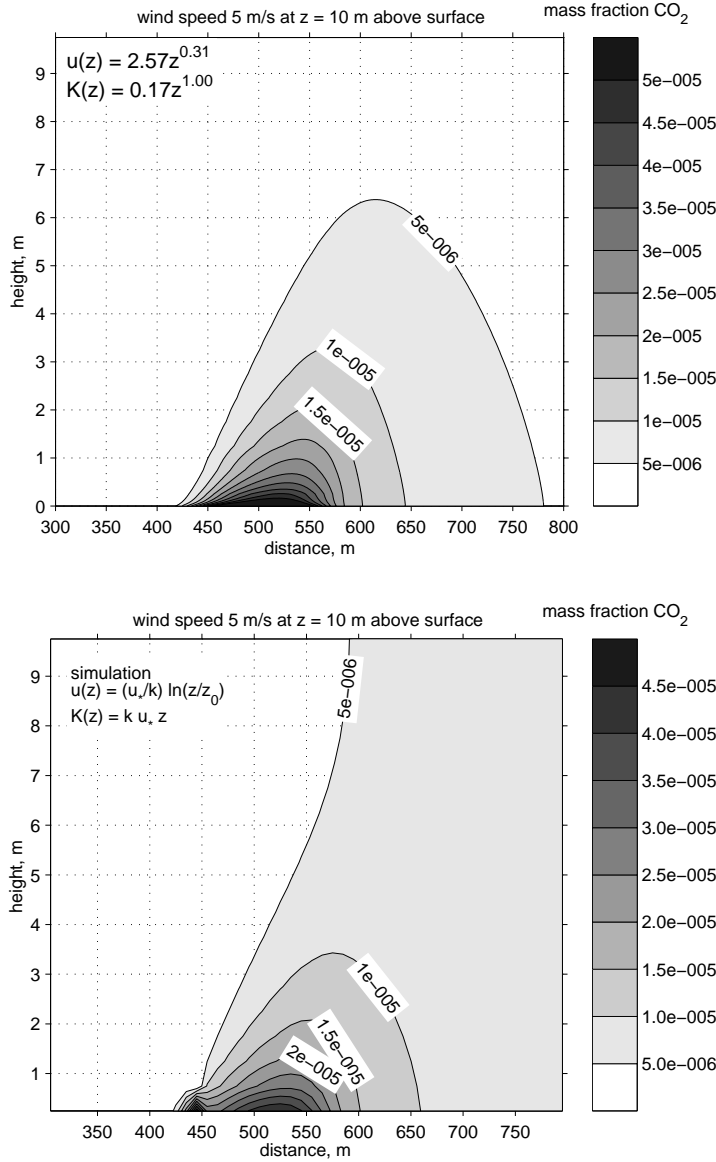 wind speed 5 m/s at z = 10 m above surface
mass fraction CO2
u(z) = 2.57z^0.31
K(z) = 0.17z^1.00
9
8
7
6
5
4
3
2
1
0
height, m
5e−006
1e−005
1.5e−005
300 350 400 450 500 550 600 650 700 750 800
distance, m
5e−005
4.5e−005
4e−005
3.5e−005
3e−005
2.5e−005
2e−005
1.5e−005
1e−005
5e−006
wind speed 5 m/s at z = 10 m above surface
mass fraction CO2
simulation
u(z) = (u*/k) ln(z/z0)
K(z) = k u* z
9
8
7
6
5
4
3
2
1
height, m
5e−006
1e−005
1.5e−005
2e−005
350 400 450 500 550 600 650 700 750
distance, m
4.5e−005
4.0e−005
3.5e−005
3.0e−005
2.5e−005
2.0e−005
1.5e−005
1.0e−005
5.0e−006